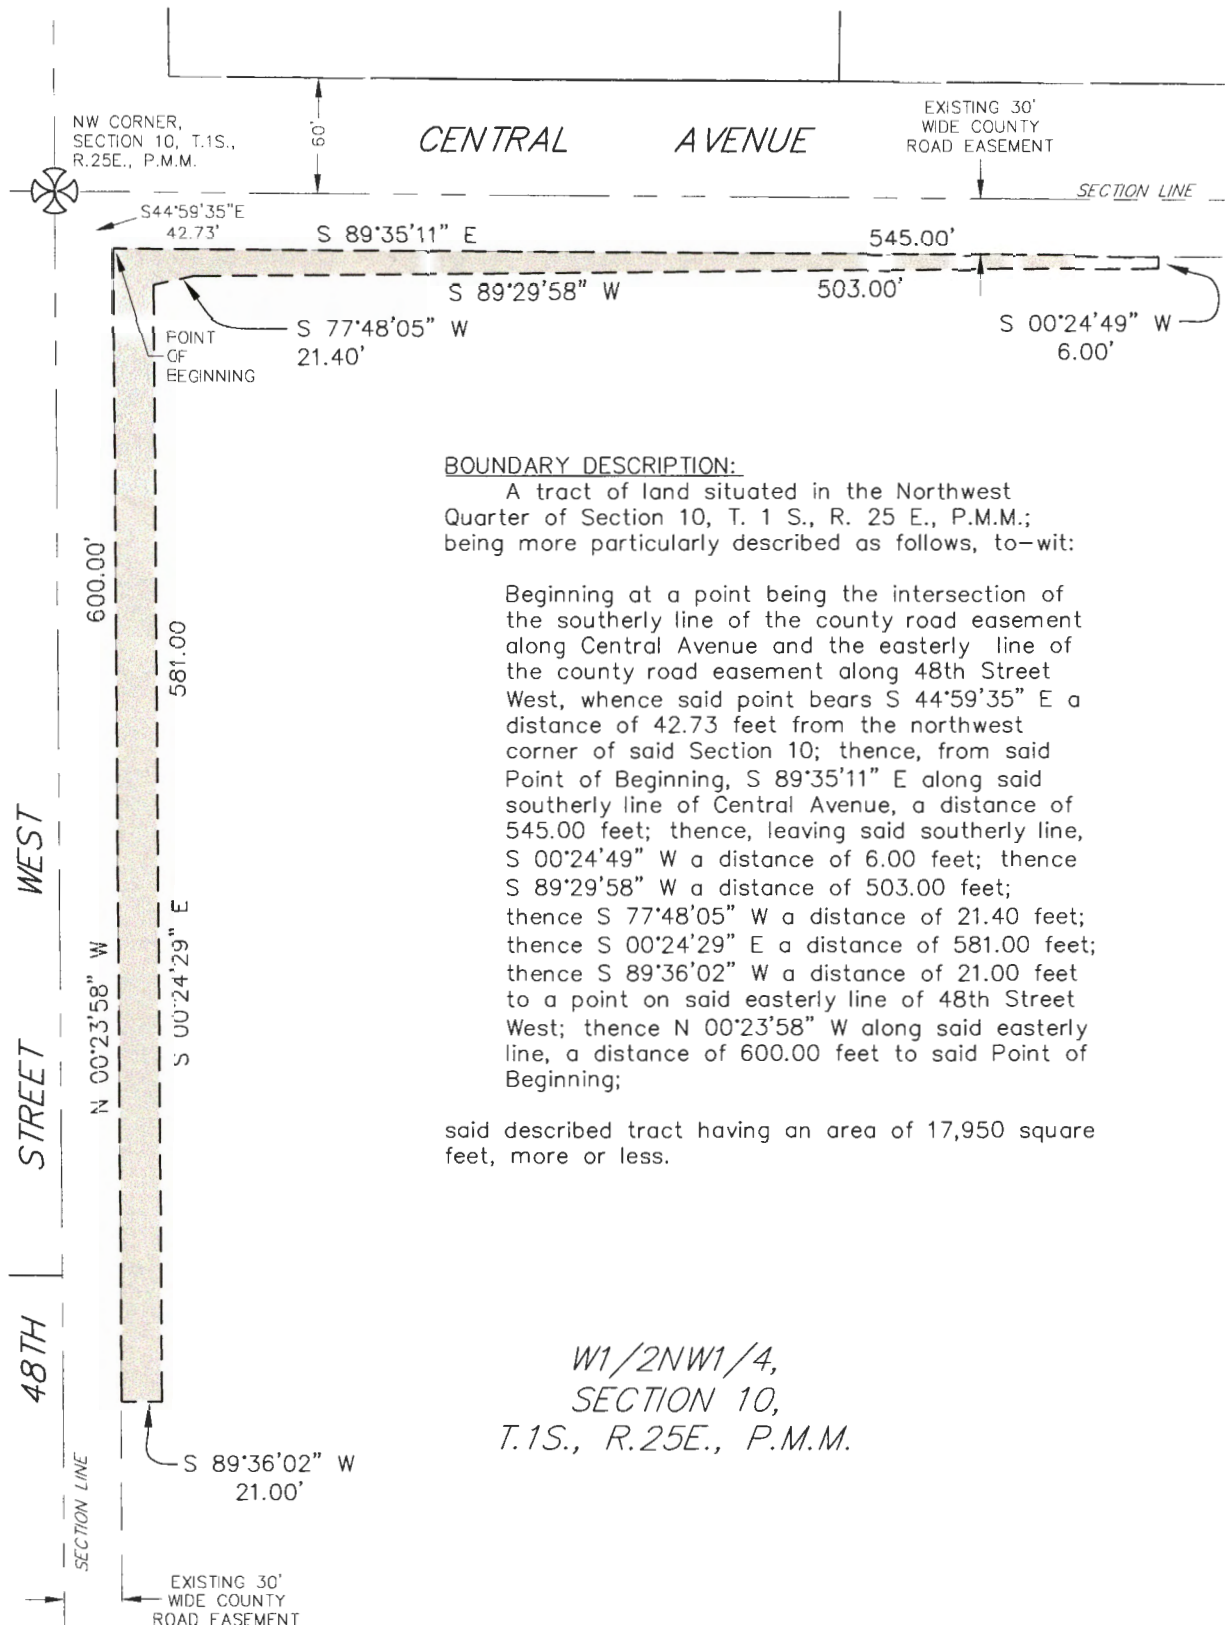 NW CORNER,
SECTION 10, T.1S.,
R.25E., P.M.M.
60'
CENTRAL AVENUE
EXISTING 30'
WIDE COUNTY
ROAD EASEMENT
SECTION LINE
S44°59'35"E
42.73'
S 89°35'11" E
545.00'
S 89°29'58" W
503.00'
S 77°48'05" W
21.40'
S 00°24'49" W
6.00'
POINT
OF
BEGINNING
BOUNDARY DESCRIPTION:
A tract of land situated in the Northwest
Quarter of Section 10, T. 1 S., R. 25 E., P.M.M.;
being more particularly described as follows, to-wit:
Beginning at a point being the intersection of
the southerly line of the county road easement
along Central Avenue and the easterly line of
the county road easement along 48th Street
West, whence said point bears S 44°59'35" E a
distance of 42.73 feet from the northwest
corner of said Section 10; thence, from said
Point of Beginning, S 89°35'11" E along said
southerly line of Central Avenue, a distance of
545.00 feet; thence, leaving said southerly line,
S 00°24'49" W a distance of 6.00 feet; thence
S 89°29'58" W a distance of 503.00 feet;
thence S 77°48'05" W a distance of 21.40 feet;
thence S 00°24'29" E a distance of 581.00 feet;
thence S 89°36'02" W a distance of 21.00 feet
to a point on said easterly line of 48th Street
West; thence N 00°23'58" W along said easterly
line, a distance of 600.00 feet to said Point of
Beginning;
said described tract having an area of 17,950 square
feet, more or less.
600.00'
581.00
N 00°23'58" W
S 00°24'29" E
48TH STREET WEST
W1/2NW1/4,
SECTION 10,
T.1S., R.25E., P.M.M.
S 89°36'02" W
21.00'
SECTION LINE
EXISTING 30'
WIDE COUNTY
ROAD EASEMENT